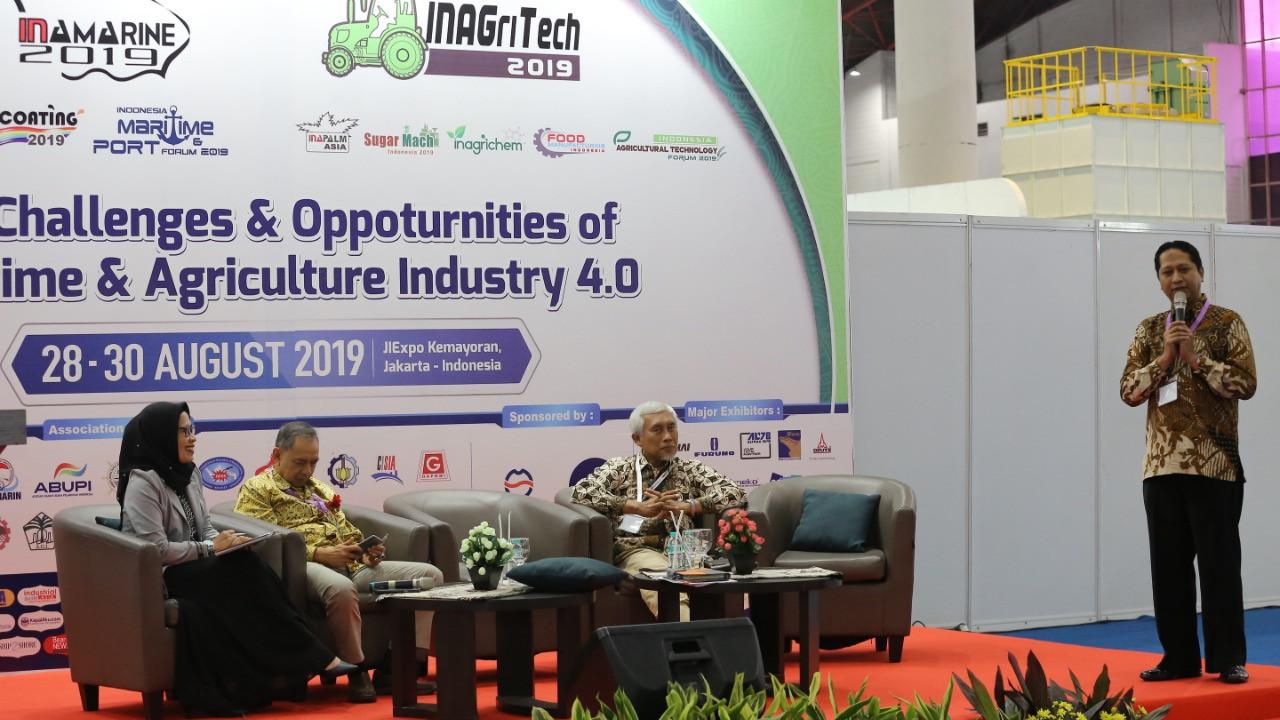 INAMARINE
2019
INAGriTech
2019
COATING
2019
INDONESIA
MARITIME &
PORT FORUM 2019
INAPALM
ASIA
Sugar Mach
Indonesia 2019
inagrichem
FOOD
MANUFACTURING
INDONESIA
INDONESIA
AGRICULTURAL TECHNOLOGY
FORUM 2019
Challenges & Oppoturnities of
ime & Agriculture Industry 4.0
28 - 30 AUGUST 2019
JIExpo Kemayoran,
Jakarta - Indonesia
Association
Sponsored by :
Major Exhibitors :
ABUPI
FURUNO